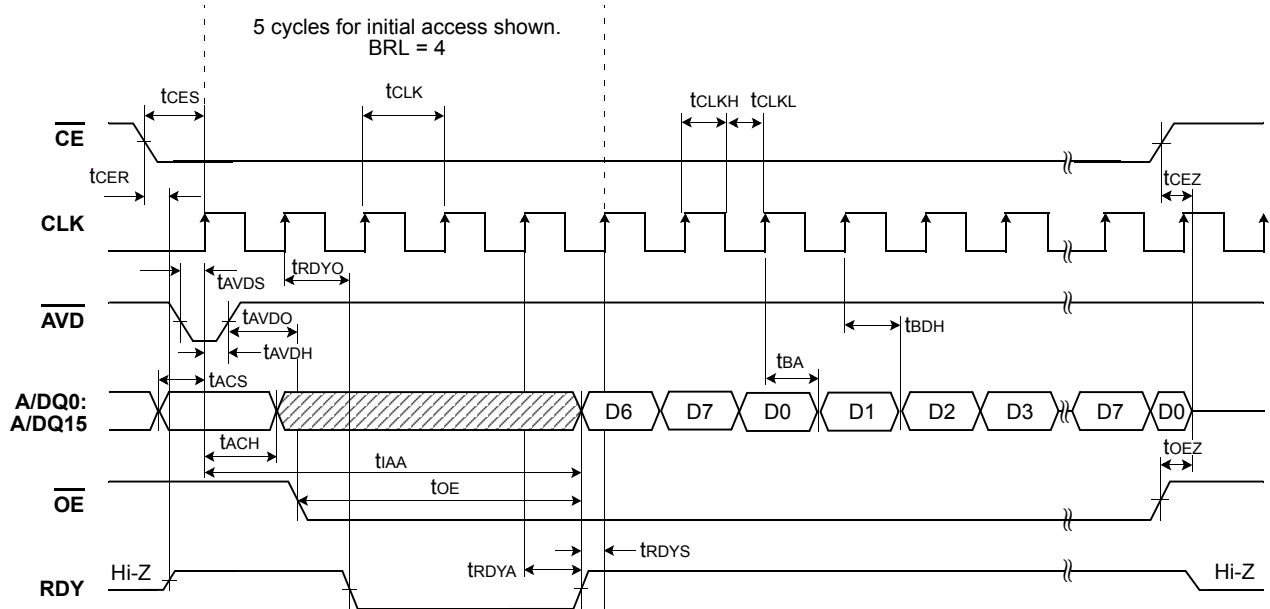 5 cycles for initial access shown.
BRL = 4
tCES
tCLK
tCLKH
tCLKL
CE
tCER
tCEZ
CLK
tRDYO
tAVDS
AVD
tAVDO
tAVDH
tBDH
tBA
tACS
A/DQ0:
A/DQ15
D6
D7
D0
D1
D2
D3
D7
D0
tACH
tIAA
tOEZ
tOE
OE
tRDYS
tRDYA
Hi-Z
RDY
Hi-Z